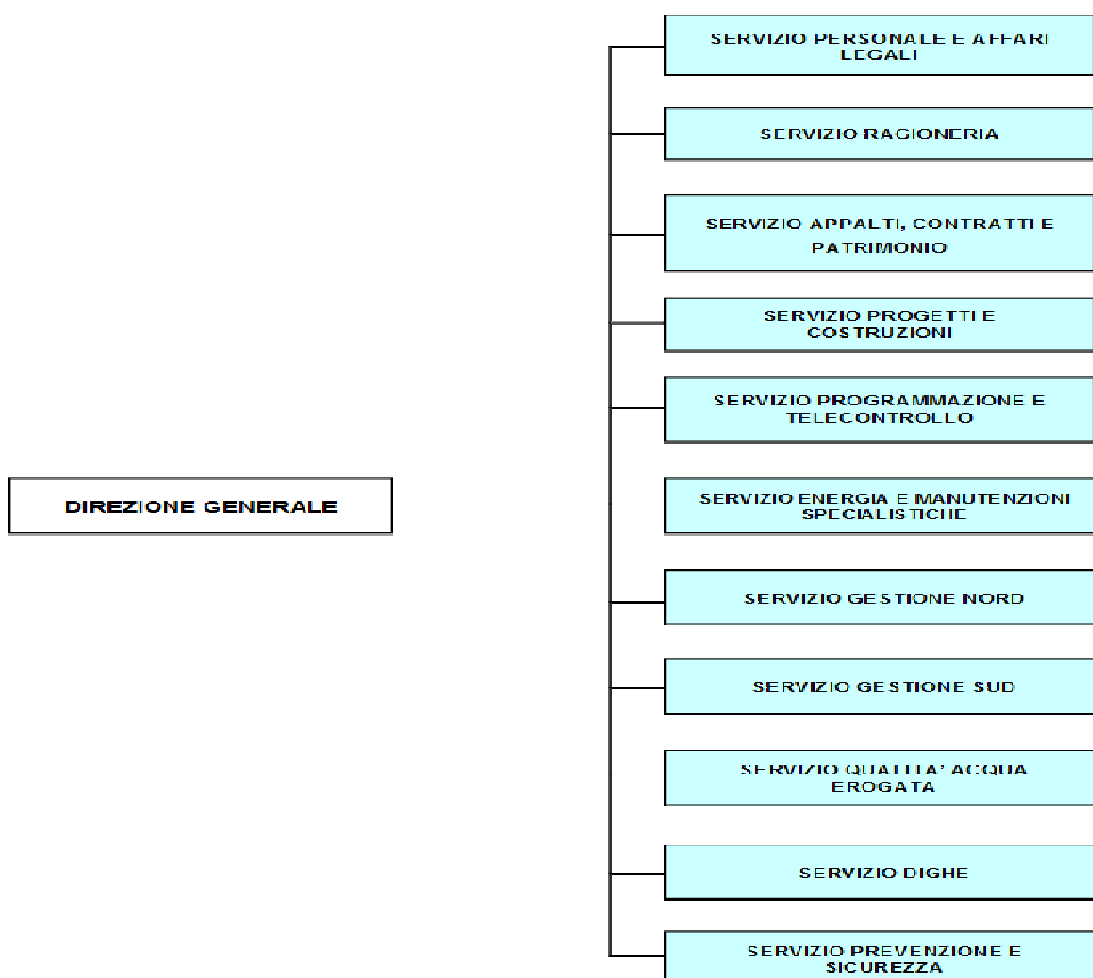 SERVIZIO PERSONALE E AFFARI
LEGALI
SERVIZIO RAGIONERIA
SERVIZIO APPALTI, CONTRATTI E
PATRIMONIO
SERVIZIO PROGETTI E
COSTRUZIONI
SERVIZIO PROGRAMMAZIONE E
TELECONTROLLO
DIREZIONE GENERALE
SERVIZIO ENERGIA E MANUTENZIONI
SPECIALISTICHE
SERVIZIO GESTIONE NORD
SERVIZIO GESTIONE SUD
SERVIZIO QUALITA' ACQUA
EROGATA
SERVIZIO DIGHE
SERVIZIO PREVENZIONE E
SICUREZZA